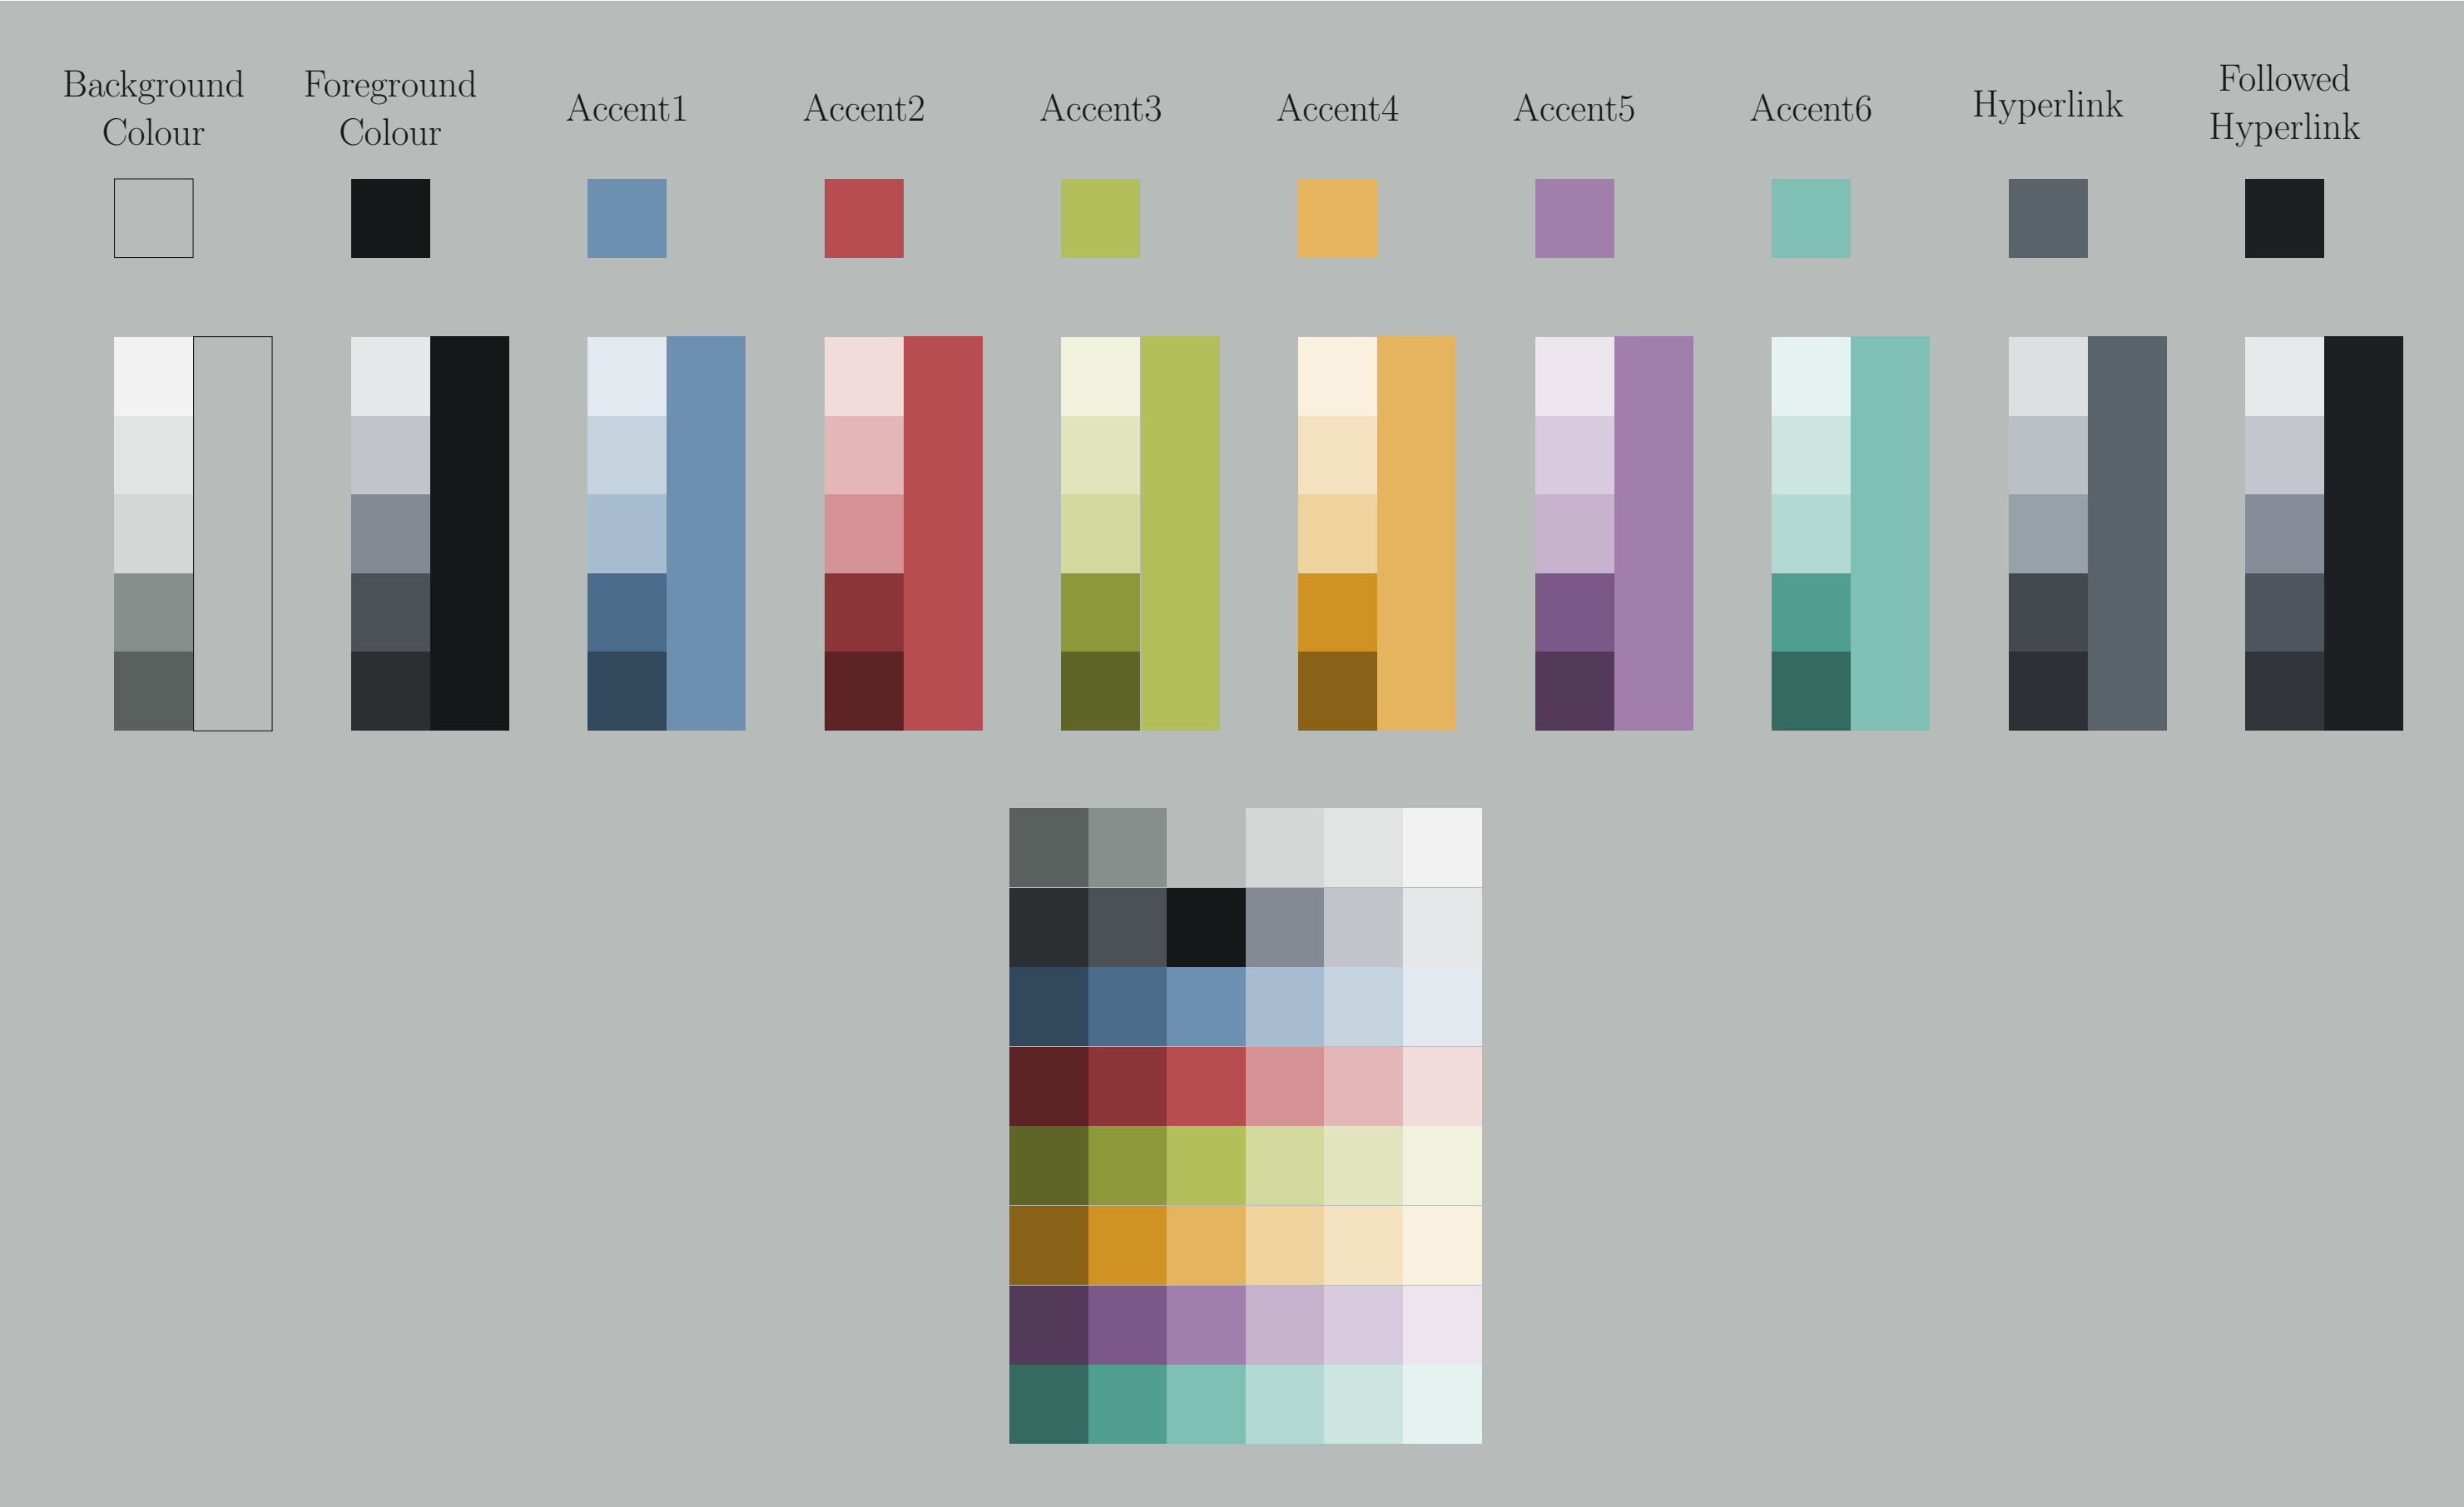 Background
Colour
Foreground
Colour
Accent1
Accent2
Accent3
Accent4
Accent5
Accent6
Hyperlink
Followed
Hyperlink